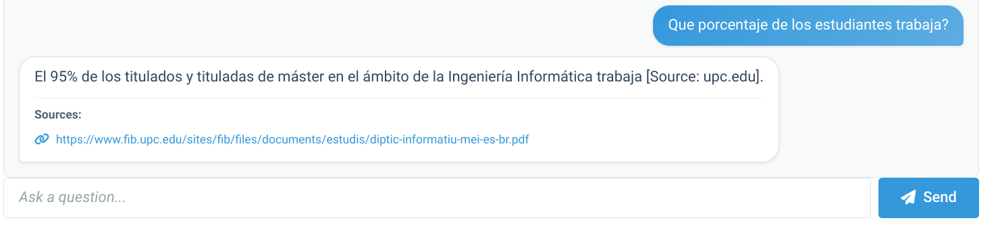 Que porcentaje de los estudiantes trabaja?
El 95% de los titulados y tituladas de máster en el ámbito de la Ingeniería Informática trabaja [Source: upc.edu].
Sources:
https://www.fib.upc.edu/sites/fib/files/documents/estudis/diptic-informatiu-mei-es-br.pdf
Ask a question...
Send